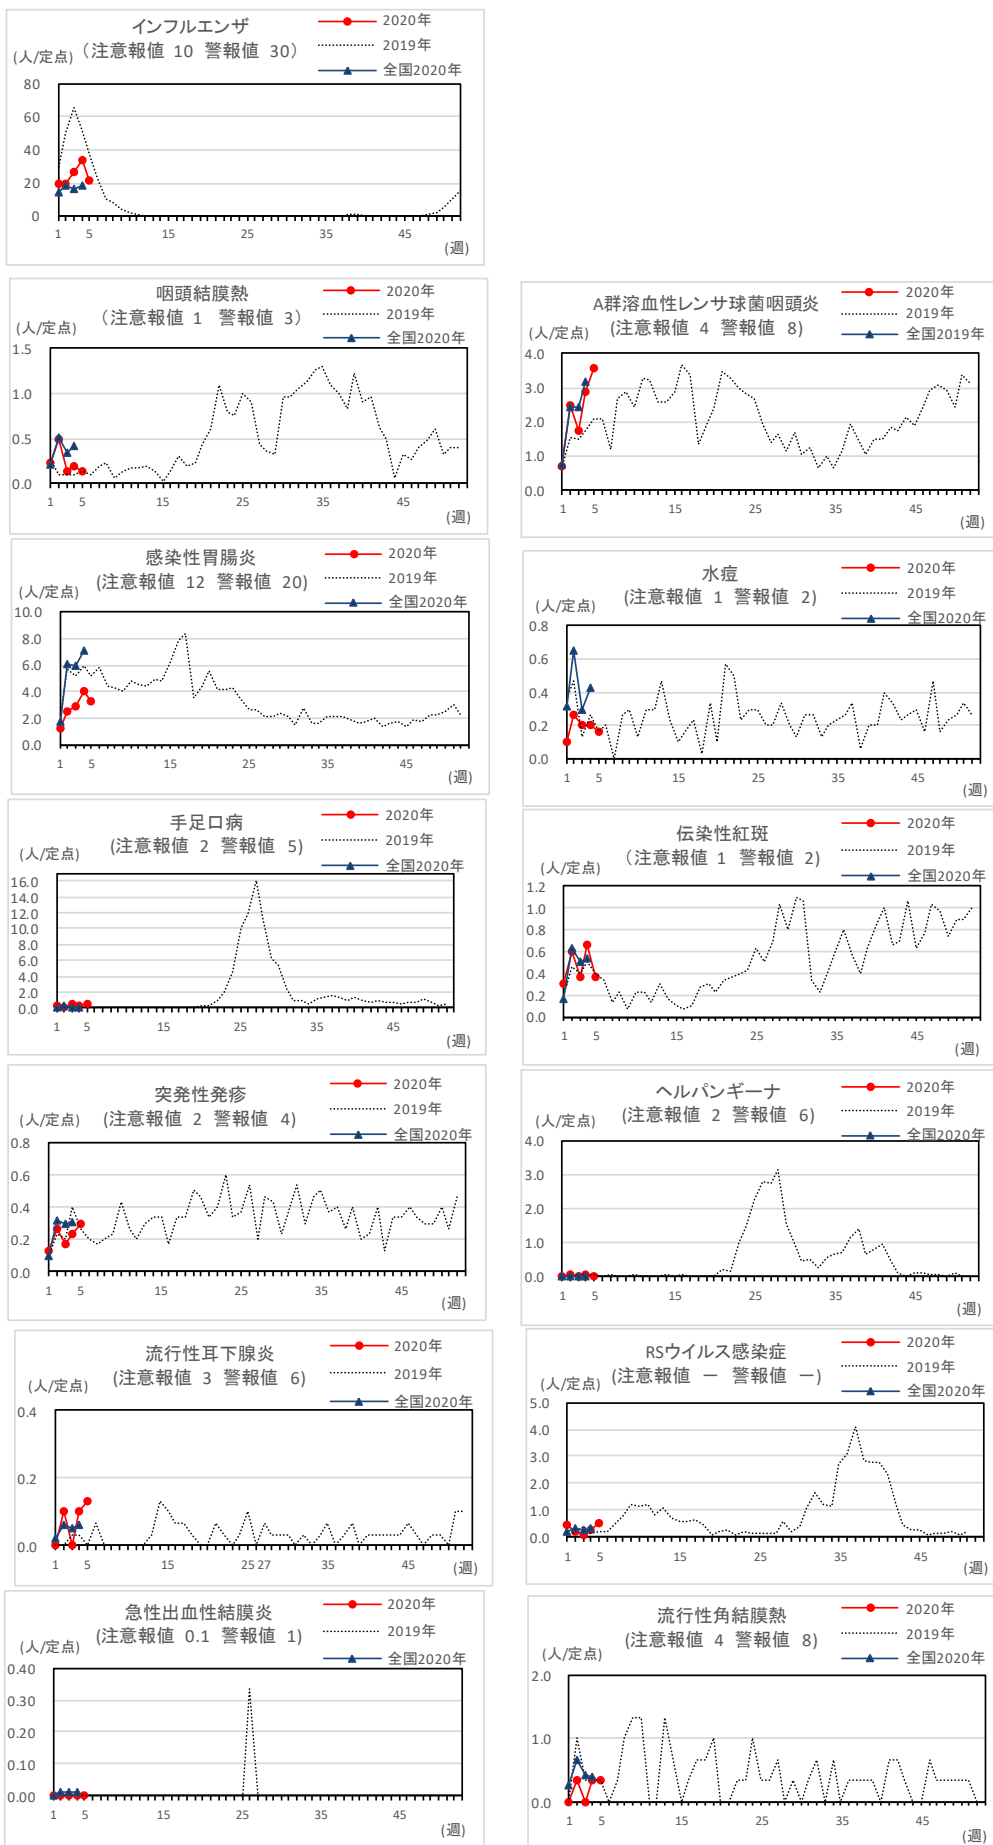 インフルエンザ
（注意報値 10 警報値 30）
(人/定点)
2020年
2019年
全国2020年
80
60
40
20
0
1 5 15 25 35 45
(週)
咽頭結膜熱
（注意報値 1 警報値 3）
(人/定点)
2020年
2019年
全国2020年
1.5
1.0
0.5
0.0
1 5 15 25 35 45
(週)
A群溶血性レンサ球菌咽頭炎
(注意報値 4 警報値 8)
(人/定点)
2020年
2019年
全国2019年
4.0
3.0
2.0
1.0
0.0
1 5 15 25 35 45
(週)
感染性胃腸炎
(注意報値 12 警報値 20)
(人/定点)
2020年
2019年
全国2020年
10.0
8.0
6.0
4.0
2.0
0.0
1 5 15 25 35 45
(週)
水痘
(注意報値 1 警報値 2)
(人/定点)
2020年
2019年
全国2020年
0.8
0.6
0.4
0.2
0.0
1 5 15 25 35 45
(週)
手足口病
(注意報値 2 警報値 5)
(人/定点)
2020年
2019年
全国2020年
16.0
14.0
12.0
10.0
8.0
6.0
4.0
2.0
0.0
1 5 15 25 35 45
(週)
伝染性紅斑
（注意報値 1 警報値 2)
(人/定点)
2020年
2019年
全国2020年
1.2
1.0
0.8
0.6
0.4
0.2
0.0
1 5 15 25 35 45
(週)
突発性発疹
(注意報値 2 警報値 4)
(人/定点)
2020年
2019年
全国2020年
0.8
0.6
0.4
0.2
0.0
1 5 15 25 35 45
(週)
ヘルパンギーナ
(注意報値 2 警報値 6)
(人/定点)
2020年
2019年
全国2020年
4.0
3.0
2.0
1.0
0.0
1 5 15 25 35 45
(週)
流行性耳下腺炎
(注意報値 3 警報値 6)
(人/定点)
2020年
2019年
全国2020年
0.4
0.2
0.0
1 5 15 25 27 35 45
(週)
RSウイルス感染症
(注意報値 ー 警報値 ー)
(人/定点)
2020年
2019年
全国2020年
5.0
4.0
3.0
2.0
1.0
0.0
1 5 15 25 35 45
(週)
急性出血性結膜炎
(注意報値 0.1 警報値 1)
(人/定点)
2020年
2019年
全国2020年
0.40
0.30
0.20
0.10
0.00
1 5 15 25 35 45
(週)
流行性角結膜熱
(注意報値 4 警報値 8)
(人/定点)
2020年
2019年
全国2020年
2.0
1.0
0.0
1 5 15 25 35 45
(週)